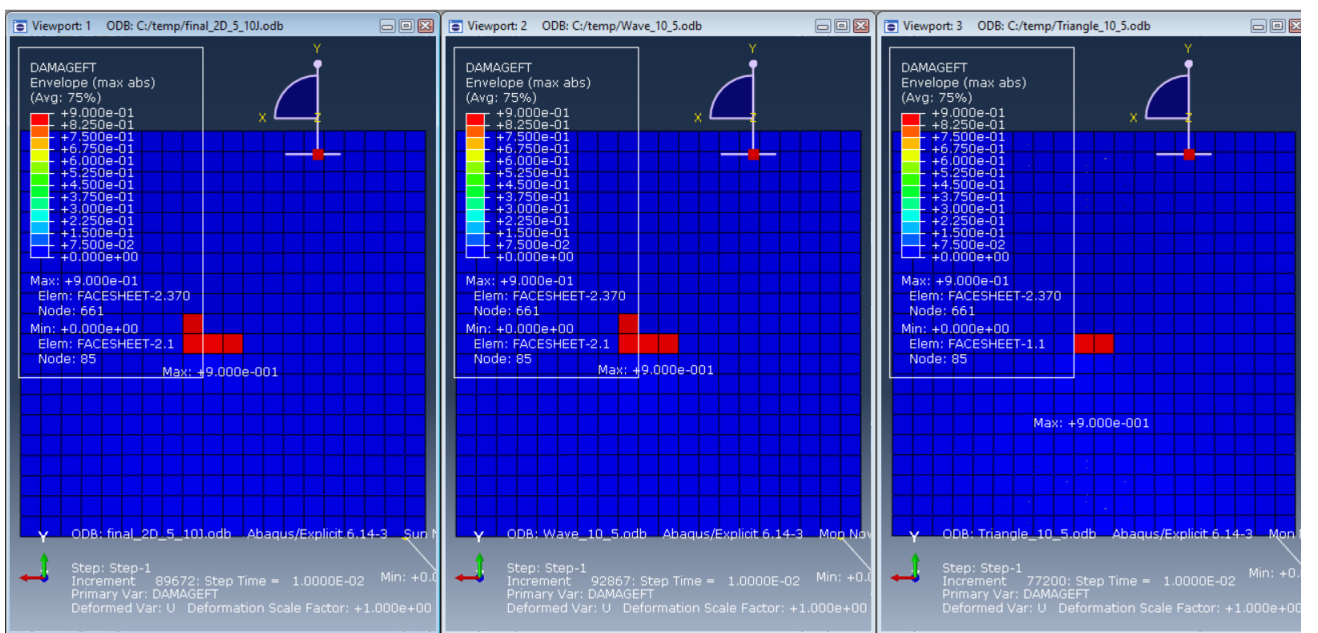 Viewport: 1 ODB: C:/temp/final_2D_5_10J.odb
Y
X
Z
DAMAGEFT
Envelope (max abs)
(Avg: 75%)
+9.000e-01
+8.250e-01
+7.500e-01
+6.750e-01
+6.000e-01
+5.250e-01
+4.500e-01
+3.750e-01
+3.000e-01
+2.250e-01
+1.500e-01
+7.500e-02
+0.000e+00
Max: +9.000e-01
Elem: FACESHEET-2.370
Node: 661
Min: +0.000e+00
Elem: FACESHEET-2.1
Node: 85
Max: +9.000e-001
Y
ODB: final_2D_5_10J.odb Abaqus/Explicit 6.14-3 Sun
Step: Step-1
Increment 89672: Step Time = 1.0000E-02
Min: +0.
Primary Var: DAMAGEFT
Deformed Var: U Deformation Scale Factor: +1.000e+00
Viewport: 2 ODB: C:/temp/Wave_10_5.odb
Y
X
Z
DAMAGEFT
Envelope (max abs)
(Avg: 75%)
+9.000e-01
+8.250e-01
+7.500e-01
+6.750e-01
+6.000e-01
+5.250e-01
+4.500e-01
+3.750e-01
+3.000e-01
+2.250e-01
+1.500e-01
+7.500e-02
+0.000e+00
Max: +9.000e-01
Elem: FACESHEET-2.370
Node: 661
Min: +0.000e+00
Elem: FACESHEET-2.1
Node: 85
Max: +9.000e-001
Y
ODB: Wave_10_5.odb Abaqus/Explicit 6.14-3 Mon Nov
Step: Step-1
Increment 92867: Step Time = 1.0000E-02
Min: +0.
Primary Var: DAMAGEFT
Deformed Var: U Deformation Scale Factor: +1.000e+00
Viewport: 3 ODB: C:/temp/Triangle_10_5.odb
Y
X
Z
DAMAGEFT
Envelope (max abs)
(Avg: 75%)
+9.000e-01
+8.250e-01
+7.500e-01
+6.750e-01
+6.000e-01
+5.250e-01
+4.500e-01
+3.750e-01
+3.000e-01
+2.250e-01
+1.500e-01
+7.500e-02
+0.000e+00
Max: +9.000e-01
Elem: FACESHEET-2.370
Node: 661
Min: +0.000e+00
Elem: FACESHEET-1.1
Node: 85
Max: +9.000e-001
Y
ODB: Triangle_10_5.odb Abaqus/Explicit 6.14-3 Mon
Step: Step-1
Increment 77200: Step Time = 1.0000E-02
Min: +0.
Primary Var: DAMAGEFT
Deformed Var: U Deformation Scale Factor: +1.000e+00